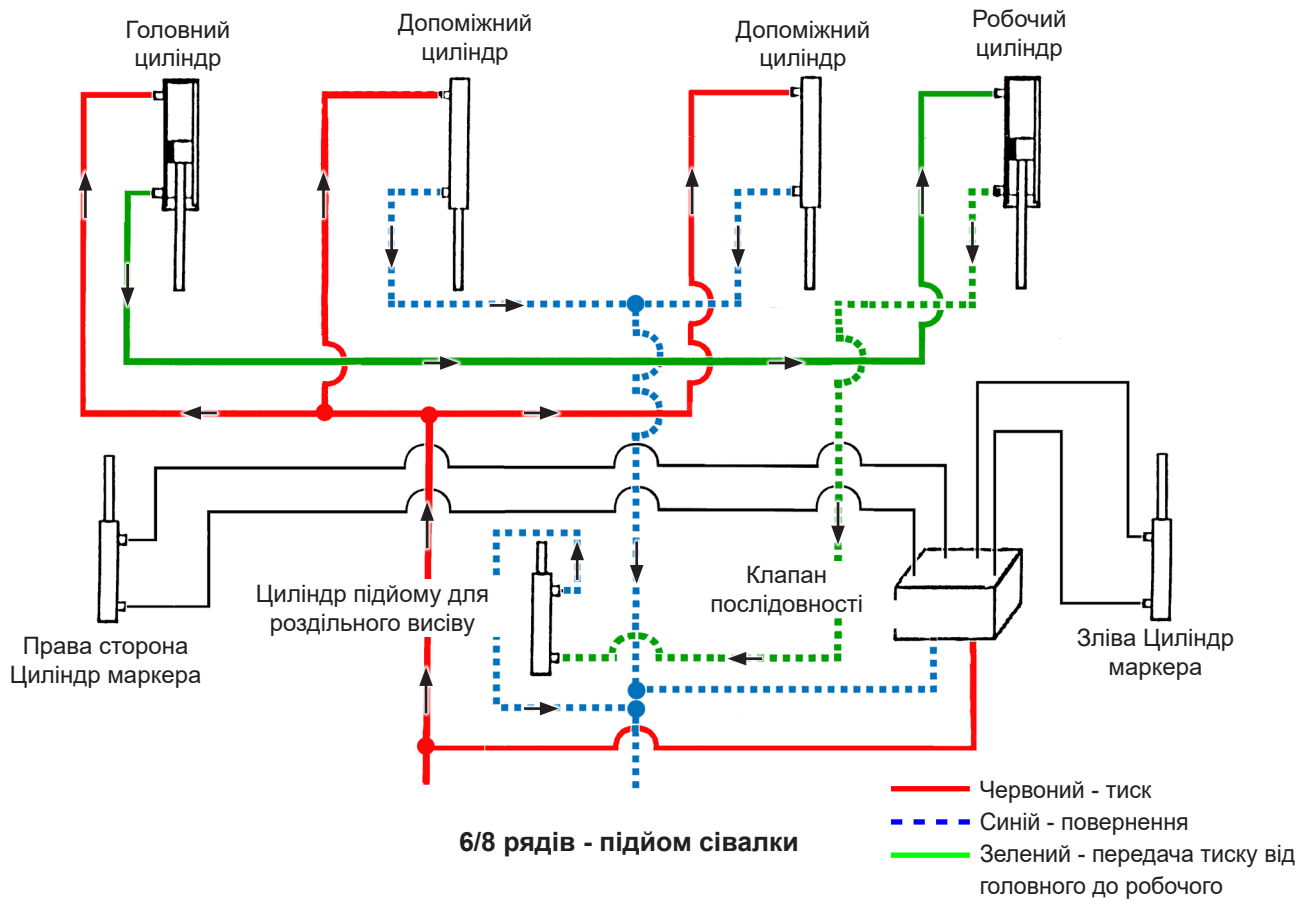 Головний
циліндр
Допоміжний
циліндр
Допоміжний
циліндр
Робочий
циліндр
Циліндр підйому для
роздільного висіву
Клапан
послідовності
Права сторона
Циліндр маркера
Зліва Циліндр
маркера
Червоний - тиск
Синій - повернення
Зелений - передача тиску від
головного до робочого
6/8 рядів - підйом сівалки